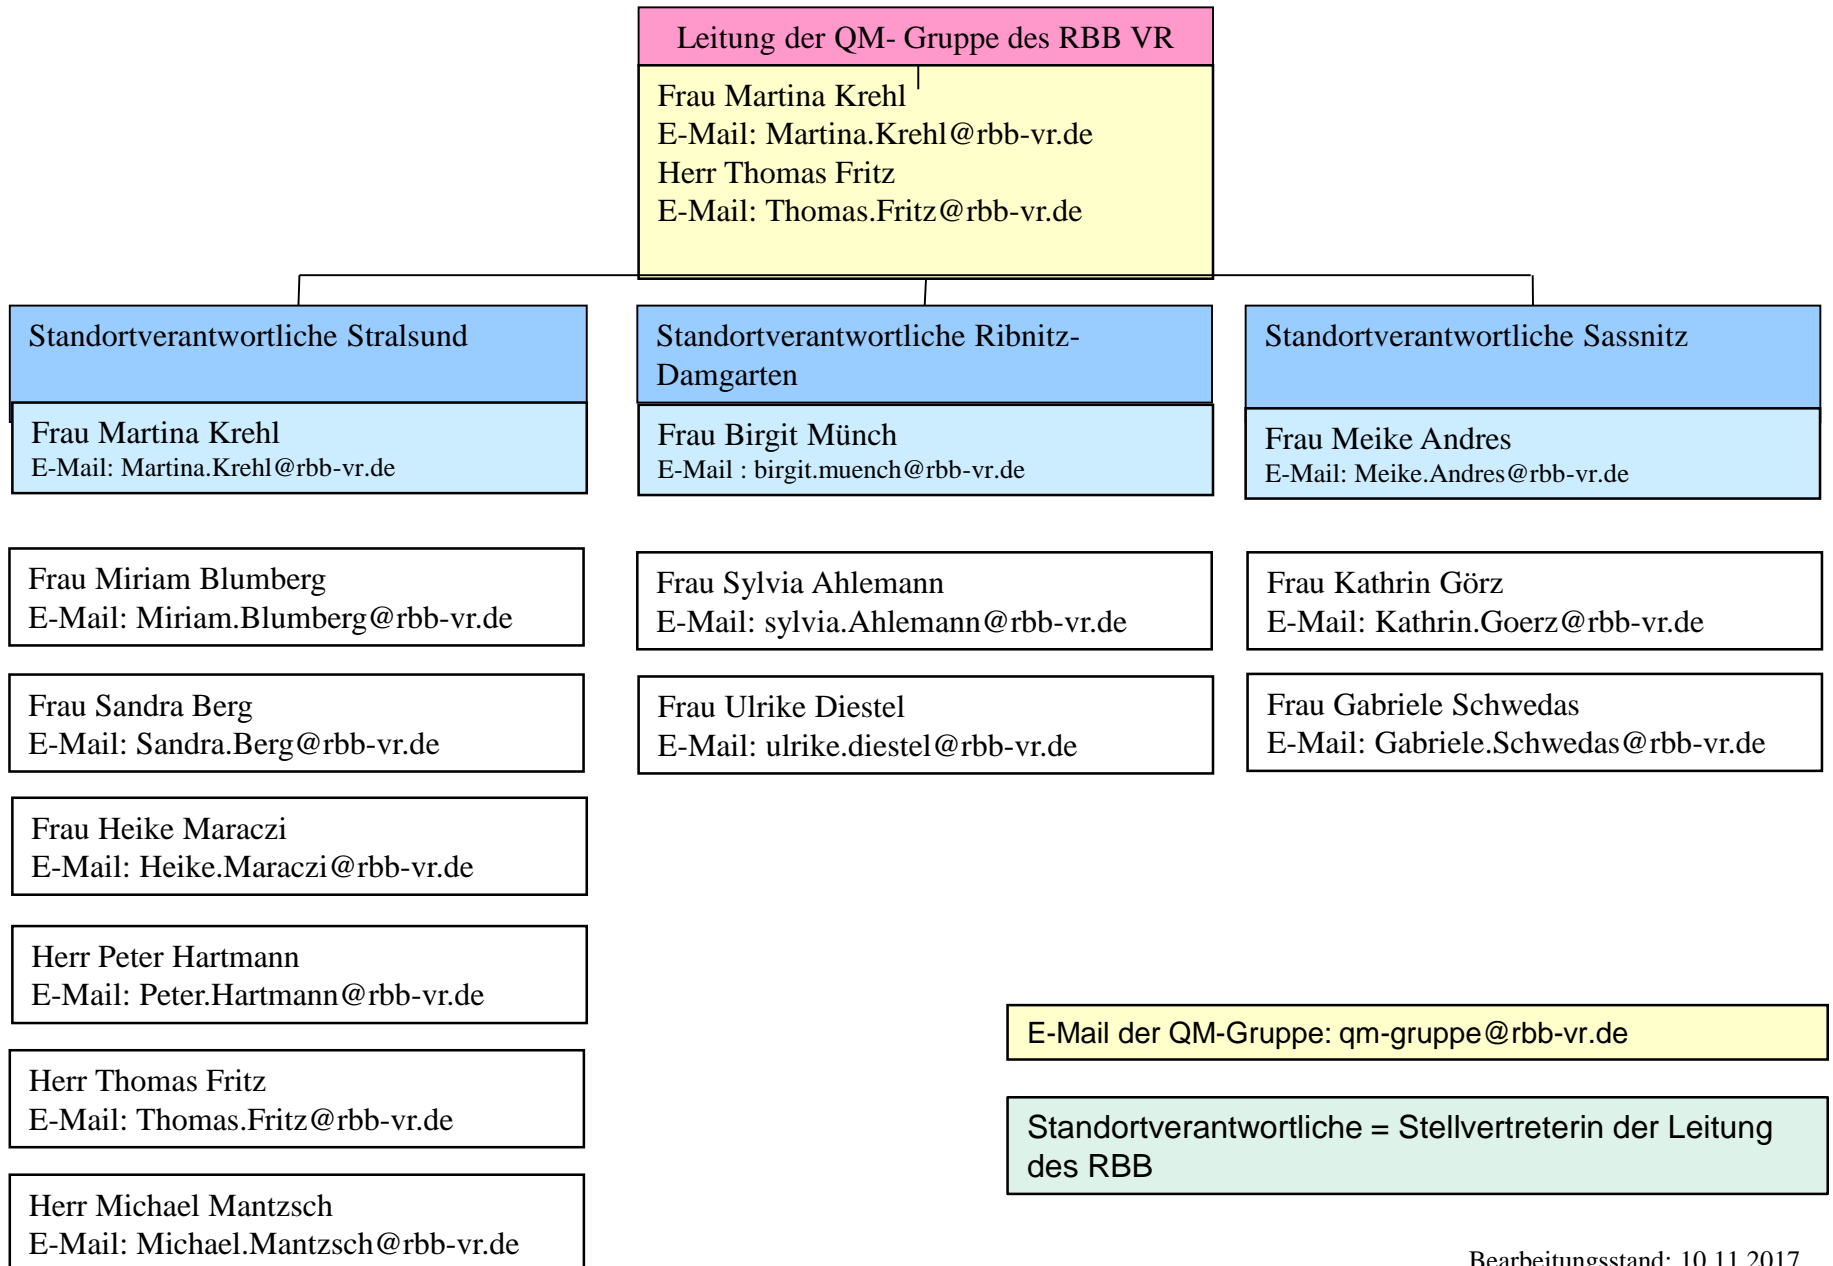 Leitung der QM- Gruppe des RBB VR
Frau Martina Krehl
E-Mail: Martina.Krehl@rbb-vr.de
Herr Thomas Fritz
E-Mail: Thomas.Fritz@rbb-vr.de
Standortverantwortliche Stralsund
Frau Martina Krehl
E-Mail: Martina.Krehl@rbb-vr.de
Frau Miriam Blumberg
E-Mail: Miriam.Blumberg@rbb-vr.de
Frau Sandra Berg
E-Mail: Sandra.Berg@rbb-vr.de
Frau Heike Maraczi
E-Mail: Heike.Maraczi@rbb-vr.de
Herr Peter Hartmann
E-Mail: Peter.Hartmann@rbb-vr.de
Herr Thomas Fritz
E-Mail: Thomas.Fritz@rbb-vr.de
Herr Michael Mantzsch
E-Mail: Michael.Mantzsch@rbb-vr.de
Standortverantwortliche Ribnitz-
Damgarten
Frau Birgit Münch
E-Mail : birgit.muench@rbb-vr.de
Frau Sylvia Ahlemann
E-Mail: sylvia.Ahlemann@rbb-vr.de
Frau Ulrike Diestel
E-Mail: ulrike.diestel@rbb-vr.de
Standortverantwortliche Sassnitz
Frau Meike Andres
E-Mail: Meike.Andres@rbb-vr.de
Frau Kathrin Görz
E-Mail: Kathrin.Goerz@rbb-vr.de
Frau Gabriele Schwedas
E-Mail: Gabriele.Schwedas@rbb-vr.de
E-Mail der QM-Gruppe: qm-gruppe@rbb-vr.de
Standortverantwortliche = Stellvertreterin der Leitung
des RBB
Bearbeitungsstand: 10.11.2017